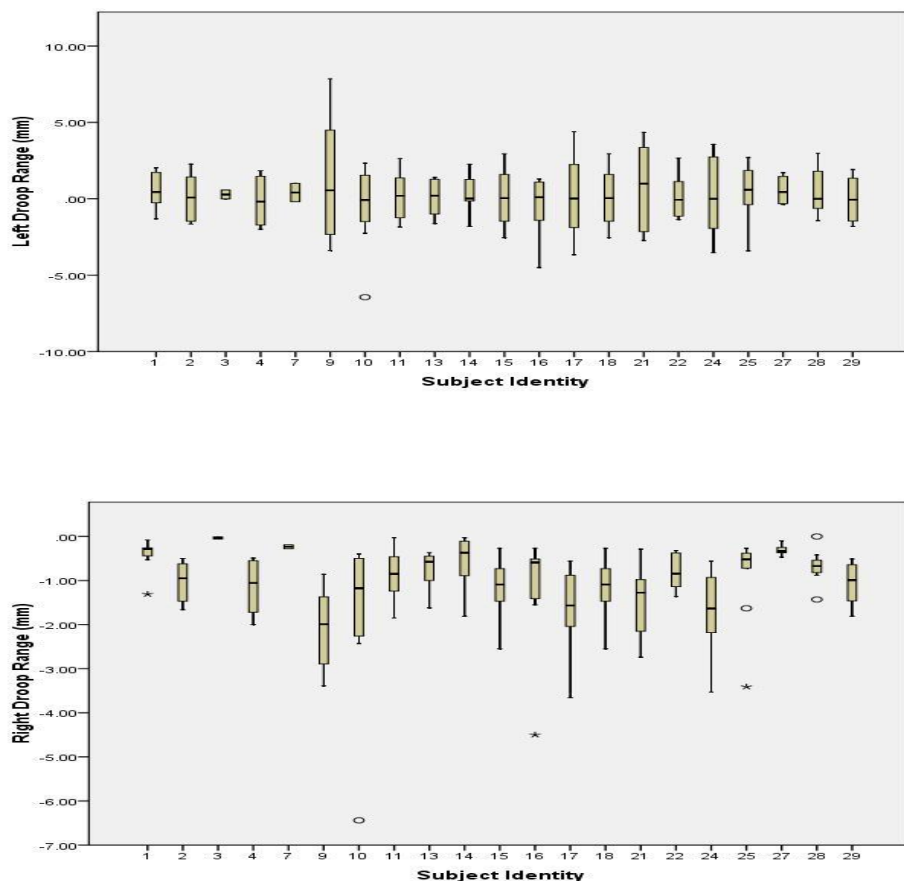 Left Droop Range (mm)
10.00
5.00
.00
-5.00
-10.00
1 2 3 4 7 9 10 11 13 14 15 16 17 18 21 22 24 25 27 28 29
Subject Identity
Right Droop Range (mm)
.00
-1.00
-2.00
-3.00
-4.00
-5.00
-6.00
-7.00
1 2 3 4 7 9 10 11 13 14 15 16 17 18 21 22 24 25 27 28 29
Subject Identity